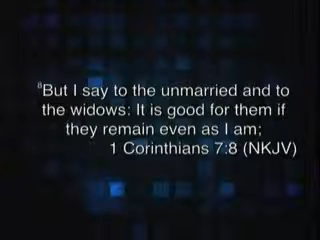 ⁸But I say to the unmarried and to
the widows: It is good for them if
they remain even as I am;
1 Corinthians 7:8 (NKJV)